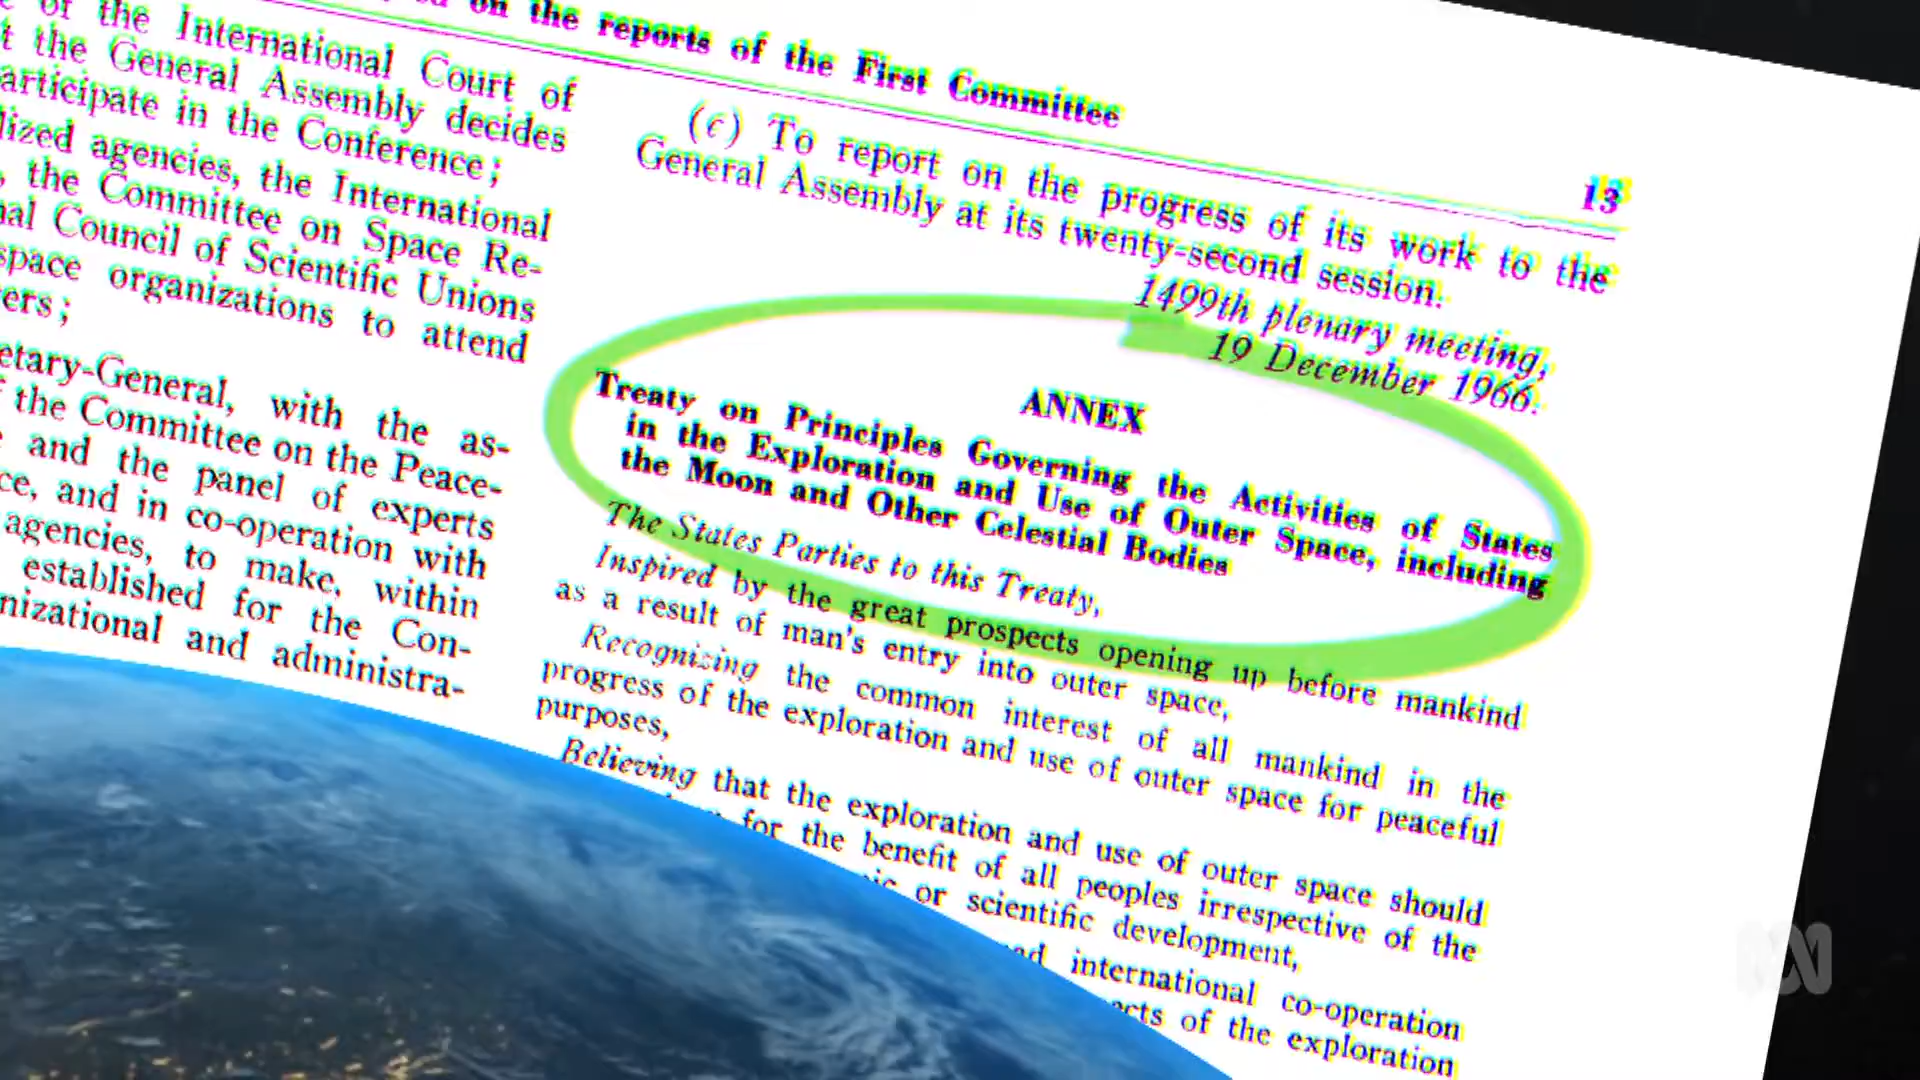 on the reports of the First Committee
13
of the International Court of
the General Assembly decides
articipate in the Conference;
lized agencies, the International
, the Committee on Space Re-
nal Council of Scientific Unions
space organizations to attend
ers;
etary-General, with the as-
the Committee on the Peace-
and the panel of experts
ce, and in co-operation with
agencies, to make, within
established for the Con-
nizational and administra-
(c) To report on the progress of its work to the
General Assembly at its twenty-second session.
1499th plenary meeting,
19 December 1966.
ANNEX
Treaty on Principles Governing the Activities of States
in the Exploration and Use of Outer Space, including
the Moon and Other Celestial Bodies
The States Parties to this Treaty,
Inspired by the great prospects opening up before mankind
as a result of man's entry into outer space,
Recognizing the common interest of all mankind in the
progress of the exploration and use of outer space for peaceful
purposes,
Believing that the exploration and use of outer space should
for the benefit of all peoples irrespective of the
or scientific development,
international co-operation
of the exploration